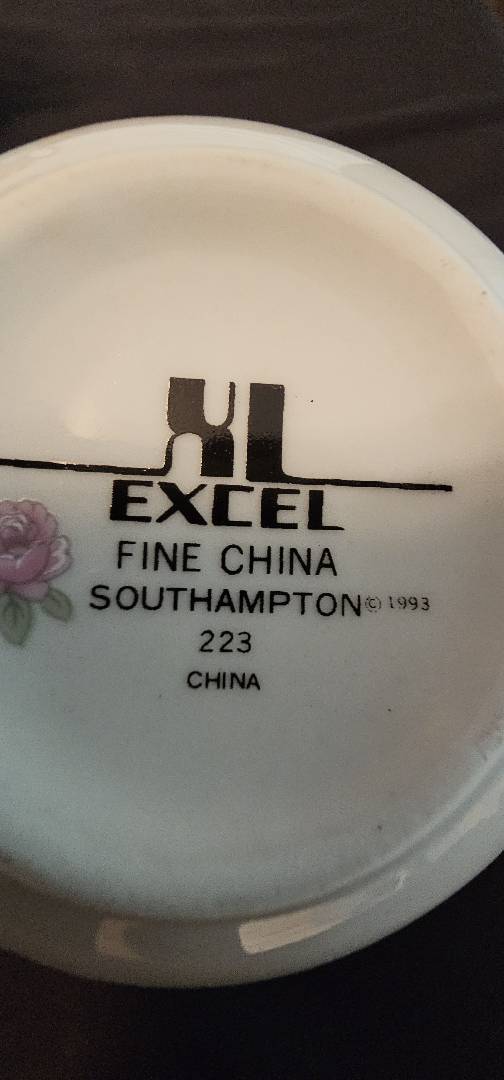 XL
EXCEL
FINE CHINA
SOUTHAMPTON © 1993
223
CHINA